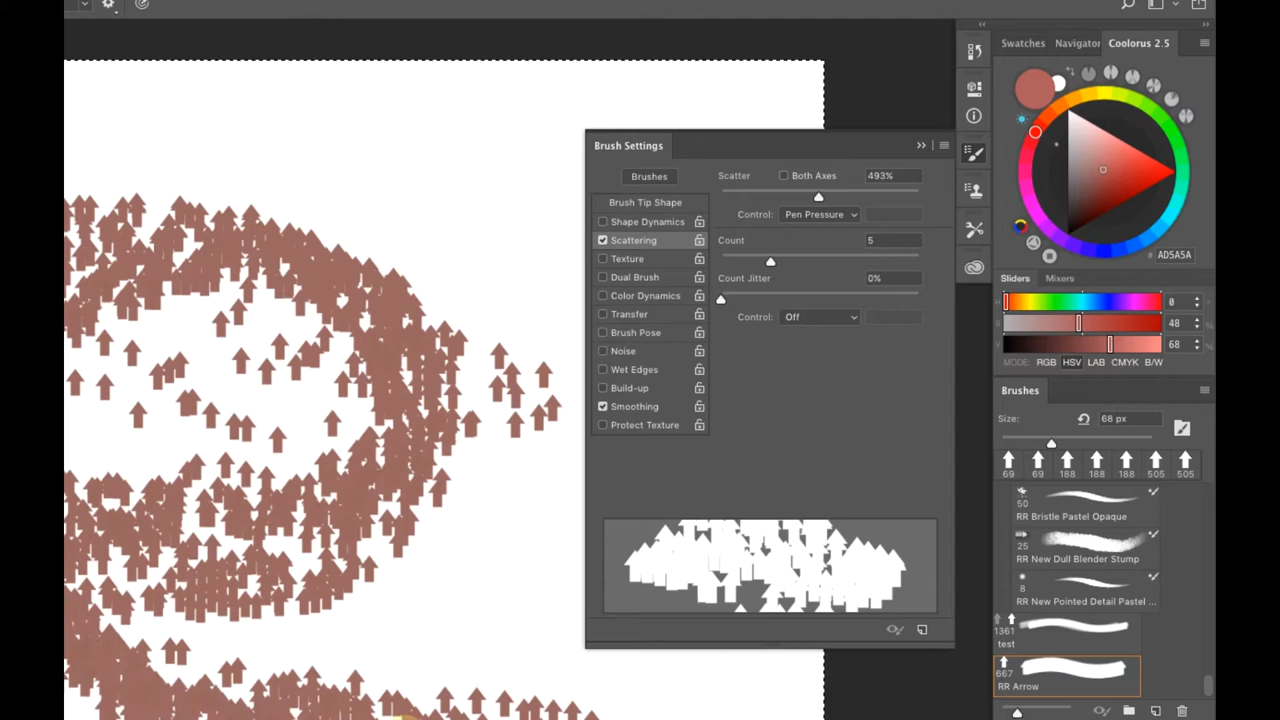 Swatches Navigator Coolorus 2.5
Brush Settings
Brushes
Scatter Both Axes 493%
Brush Tip Shape
Control: Pen Pressure
Shape Dynamics
Scattering
Count 5
Texture
Dual Brush
Count Jitter 0%
Color Dynamics
Transfer
Control: Off
Brush Pose
Noise
Wet Edges
Build-up
Smoothing
Protect Texture
# AD5A5A
Sliders Mixers
H 0
S 48 %
V 68 %
MODE: RGB HSV LAB CMYK B/W
Brushes
Size: 68 px
69 69 188 188 188 505 505
50
RR Bristle Pastel Opaque
25
RR New Dull Blender Stump
8
RR New Pointed Detail Pastel ...
1361
test
667
RR Arrow